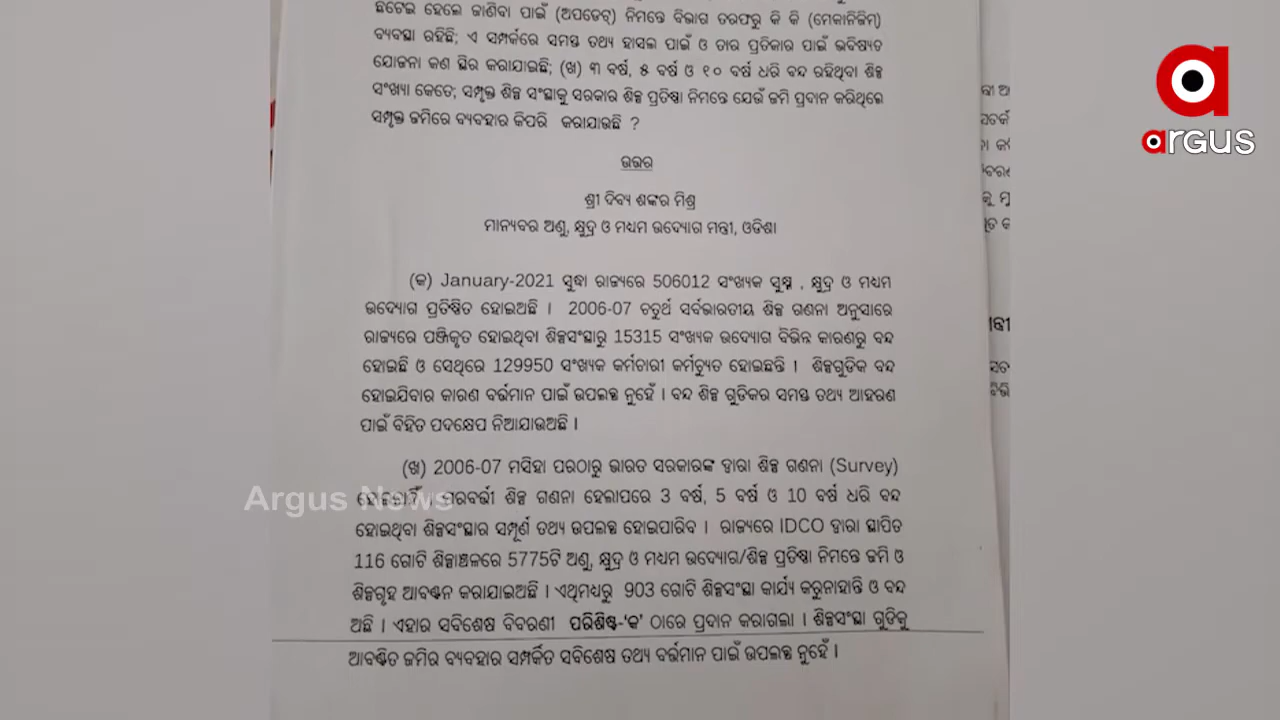 ଛଟେଇ ହେଲେ ଜାଣିବା ପାଇଁ (ଅପଡେଟ୍) ନିମନ୍ତେ ବିଭାଗ ତରଫରୁ କି କି (ମେକାନିଜିମ୍)
ବ୍ୟବସ୍ଥା ରହିଛି; ଏ ସମ୍ପର୍କରେ ସମସ୍ତ ତଥ୍ୟ ହାସଲ ପାଇଁ ଓ ତାର ପ୍ରତିକାର ପାଇଁ ଭବିଷ୍ୟତ
ଯୋଜନା କଣ ସ୍ଥିର କରାଯାଇଛି; (ଖ) ୩ ବର୍ଷ, ୫ ବର୍ଷ ଓ ୧୦ ବର୍ଷ ଧରି ବନ୍ଦ ରହିଥିବା ଶିଳ୍ପ
ସଂଖ୍ୟା କେତେ; ସମ୍ପୃକ୍ତ ଶିଳ୍ପ ସଂସ୍ଥାକୁ ସରକାର ଶିଳ୍ପ ପ୍ରତିଷ୍ଠା ନିମନ୍ତେ ଯେଉଁ ଜମି ପ୍ରଦାନ କରିଥିଲେ
ସମ୍ପୃକ୍ତ ଜମିରେ ବ୍ୟବହାର କିପରି କରାଯାଉଛି ?
ଉତ୍ତର
ଶ୍ରୀ ଦିବ୍ୟ ଶଙ୍କର ମିଶ୍ର
ମାନ୍ୟବର ଅଣୁ, କ୍ଷୁଦ୍ର ଓ ମଧ୍ୟମ ଉଦ୍ୟୋଗ ମନ୍ତ୍ରୀ, ଓଡିଶା
(କ) January-2021 ସୁଦ୍ଧା ରାଜ୍ୟରେ 506012 ସଂଖ୍ୟକ ସୁକ୍ଷ୍ମ , କ୍ଷୁଦ୍ର ଓ ମଧ୍ୟମ
ଉଦ୍ୟୋଗ ପ୍ରତିଷ୍ଠିତ ହୋଇଅଛି । 2006-07 ଚତୁର୍ଥ ସର୍ବଭାରତୀୟ ଶିଳ୍ପ ଗଣନା ଅନୁସାରେ
ରାଜ୍ୟରେ ପଞ୍ଜିକୃତ ହୋଇଥିବା ଶିଳ୍ପସଂସ୍ଥାରୁ 15315 ସଂଖ୍ୟକ ଉଦ୍ୟୋଗ ବିଭିନ୍ନ କାରଣରୁ ବନ୍ଦ
ହୋଇଛି ଓ ସେଥିରେ 129950 ସଂଖ୍ୟକ କର୍ମଚାରୀ କର୍ମଚ୍ୟୁତ ହୋଇଛନ୍ତି । ଶିଳ୍ପଗୁଡିକ ବନ୍ଦ
ହୋଇଯିବାର କାରଣ ବର୍ତ୍ତମାନ ପାଇଁ ଉପଲବ୍ଧ ନୁହେଁ । ବନ୍ଦ ଶିଳ୍ପ ଗୁଡିକର ସମସ୍ତ ତଥ୍ୟ ଆହରଣ
ପାଇଁ ବିହିତ ପଦକ୍ଷେପ ନିଆଯାଉଅଛି ।
(ଖ) 2006-07 ମସିହା ପରଠାରୁ ଭାରତ ସରକାରଙ୍କ ଦ୍ୱାରା ଶିଳ୍ପ ଗଣନା (Survey)
ହୋଇନାହିଁ । ପରବର୍ତ୍ତୀ ଶିଳ୍ପ ଗଣନା ହେଲାପରେ 3 ବର୍ଷ, 5 ବର୍ଷ ଓ 10 ବର୍ଷ ଧରି ବନ୍ଦ
ହୋଇଥିବା ଶିଳ୍ପସଂସ୍ଥାର ସମ୍ପୂର୍ଣ ତଥ୍ୟ ଉପଲବ୍ଧ ହୋଇପାରିବ । ରାଜ୍ୟରେ IDCO ଦ୍ୱାରା ସ୍ଥାପିତ
116 ଗୋଟି ଶିଳ୍ପାଞ୍ଚଳରେ 5775ଟି ଅଣୁ, କ୍ଷୁଦ୍ର ଓ ମଧ୍ୟମ ଉଦ୍ୟୋଗ/ଶିଳ୍ପ ପ୍ରତିଷ୍ଠା ନିମନ୍ତେ ଜମି ଓ
ଶିଳ୍ପଗୃହ ଆବଣ୍ଟନ କରାଯାଇଅଛି । ଏଥିମଧ୍ୟରୁ 903 ଗୋଟି ଶିଳ୍ପସଂସ୍ଥା କାର୍ଯ୍ୟ କରୁନାହାନ୍ତି ଓ ବନ୍ଦ
ଅଛି । ଏହାର ସବିଶେଷ ବିବରଣୀ ପରିଶିଷ୍ଟ-'କ' ଠାରେ ପ୍ରଦାନ କରାଗଲା । ଶିଳ୍ପସଂସ୍ଥା ଗୁଡିକୁ
ଆବଣ୍ଟିତ ଜମିର ବ୍ୟବହାର ସମ୍ପର୍କିତ ସବିଶେଷ ତଥ୍ୟ ବର୍ତ୍ତମାନ ପାଇଁ ଉପଲବ୍ଧ ନୁହେଁ ।
argus
Argus News